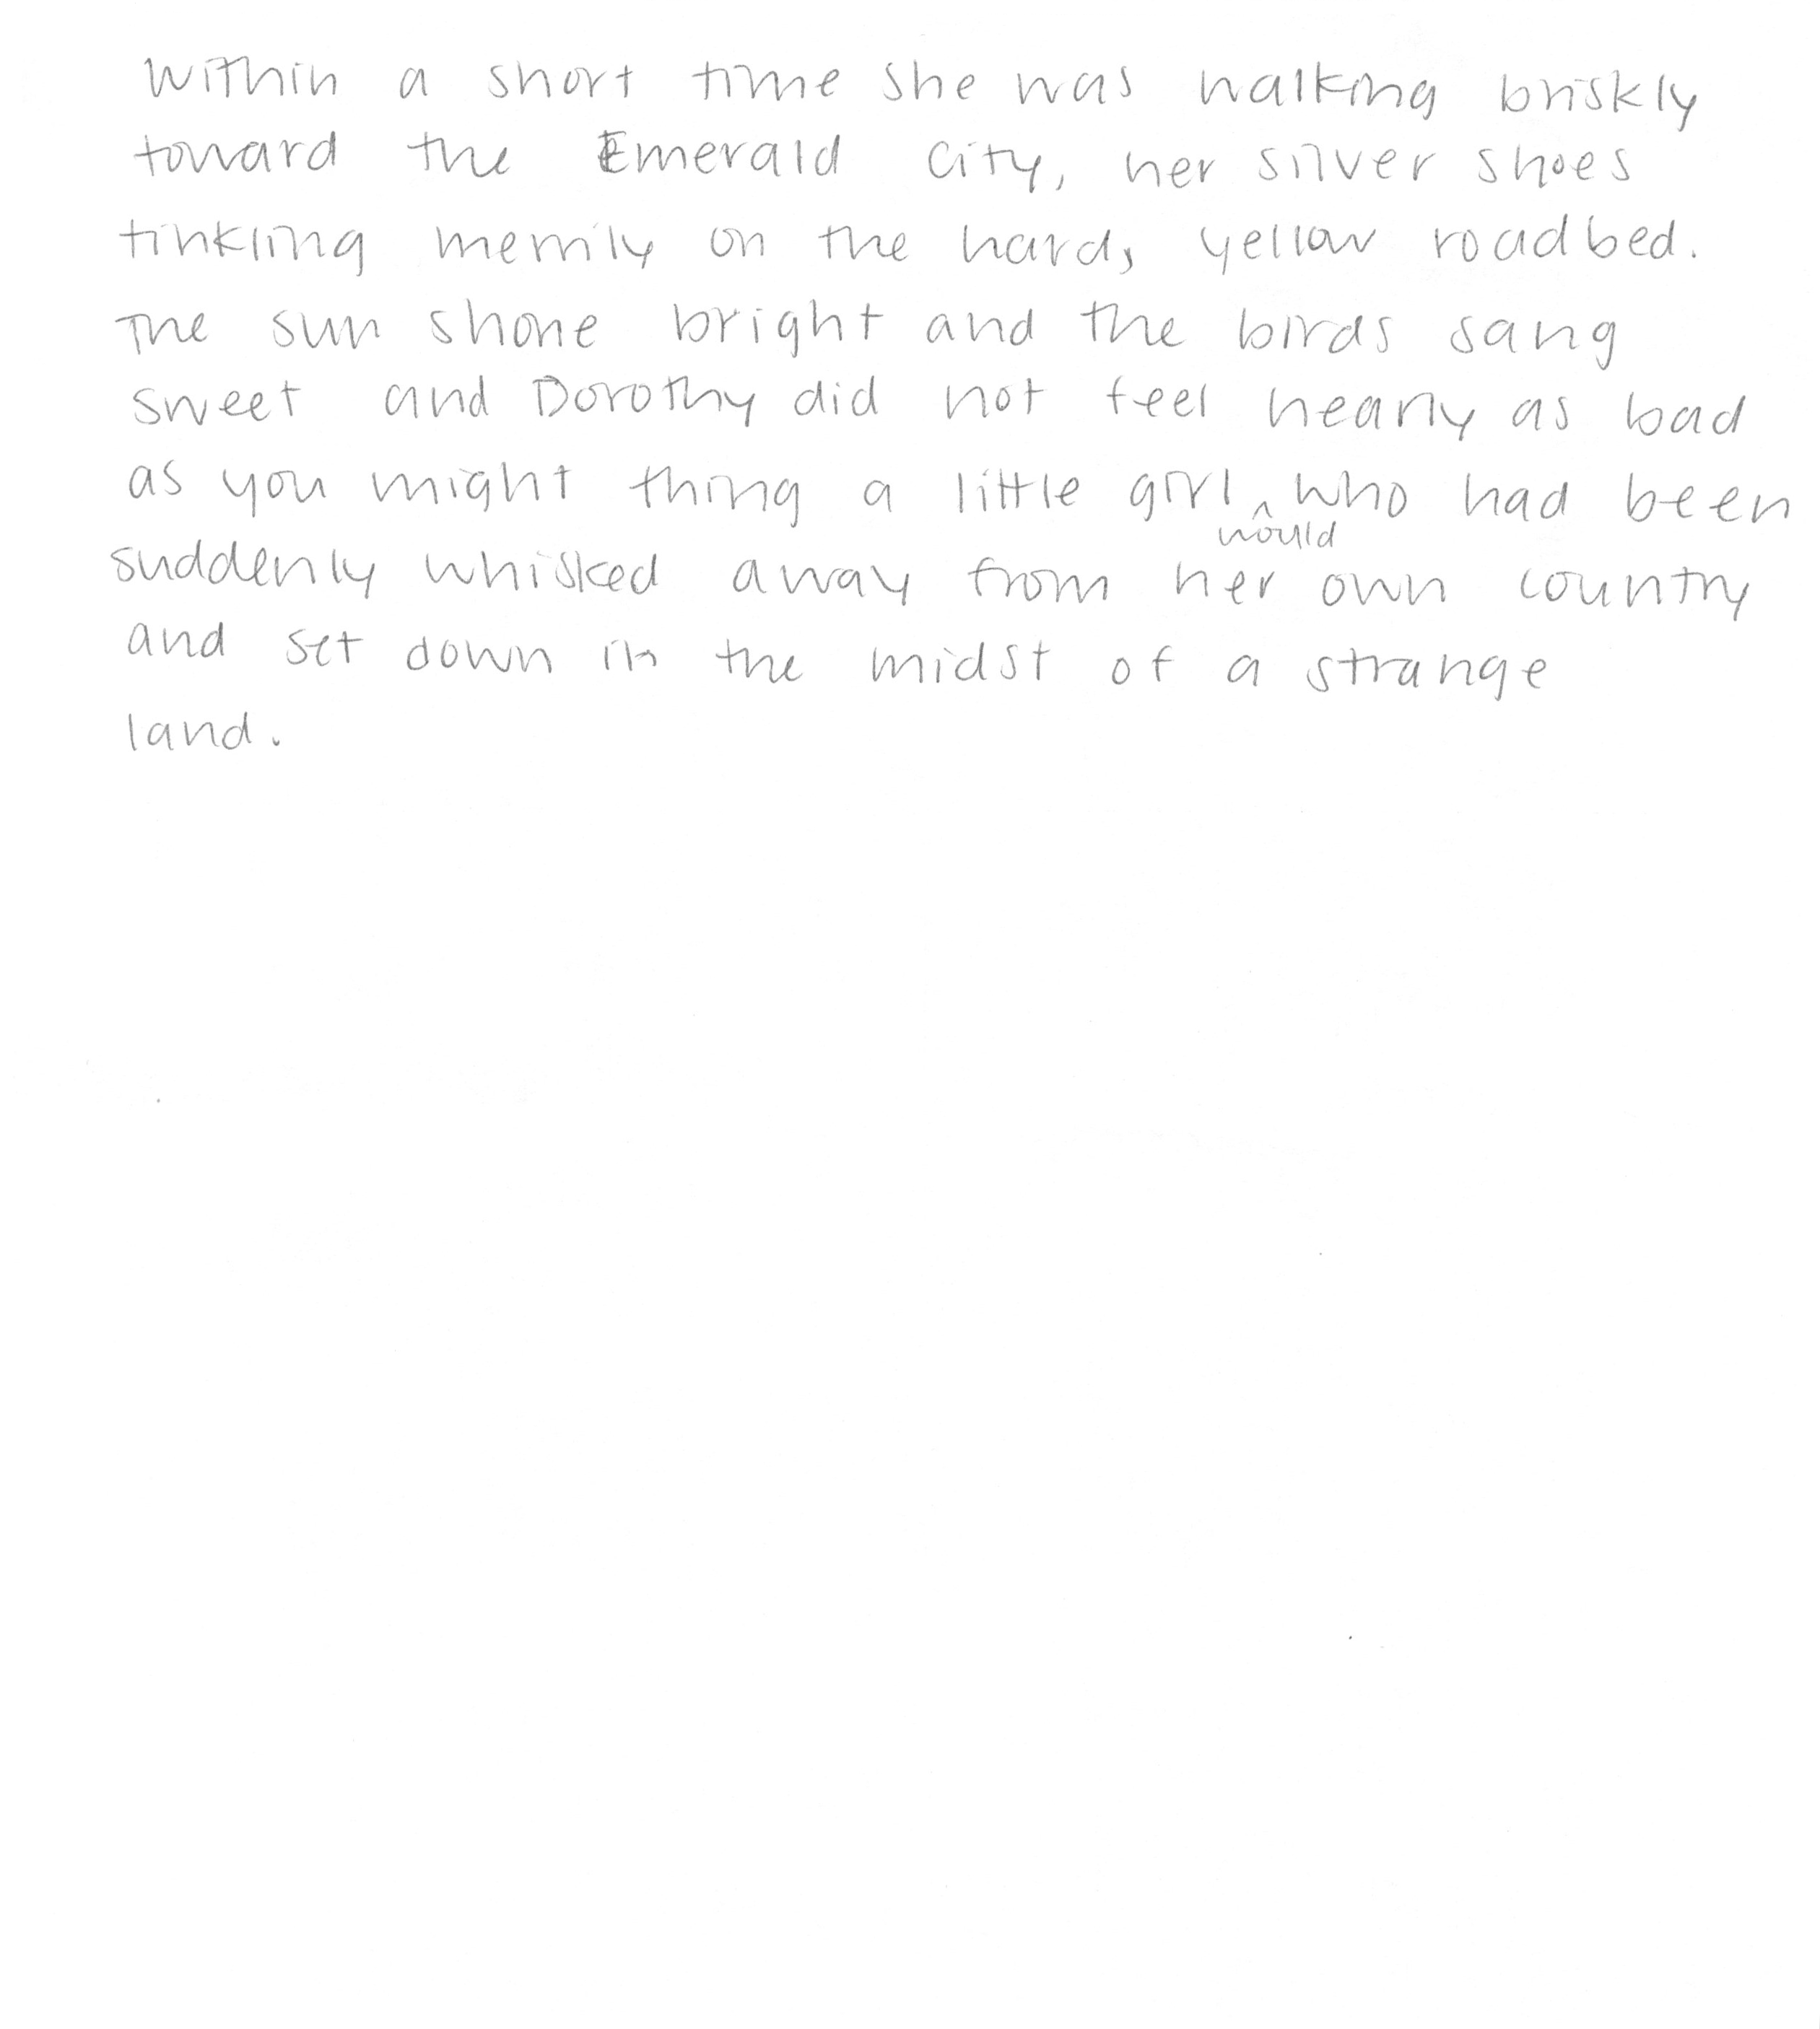 Within a short time she was walking briskly
toward the Emerald City, her silver shoes
tinkling merrily on the hard, yellow roadbed.
The sun shone bright and the birds sang
sweet and Dorothy did not feel nearly as bad
as you might thing a little girl ^ who had been
would
suddenly whisked away from her own country
and set down in the midst of a strange
land.